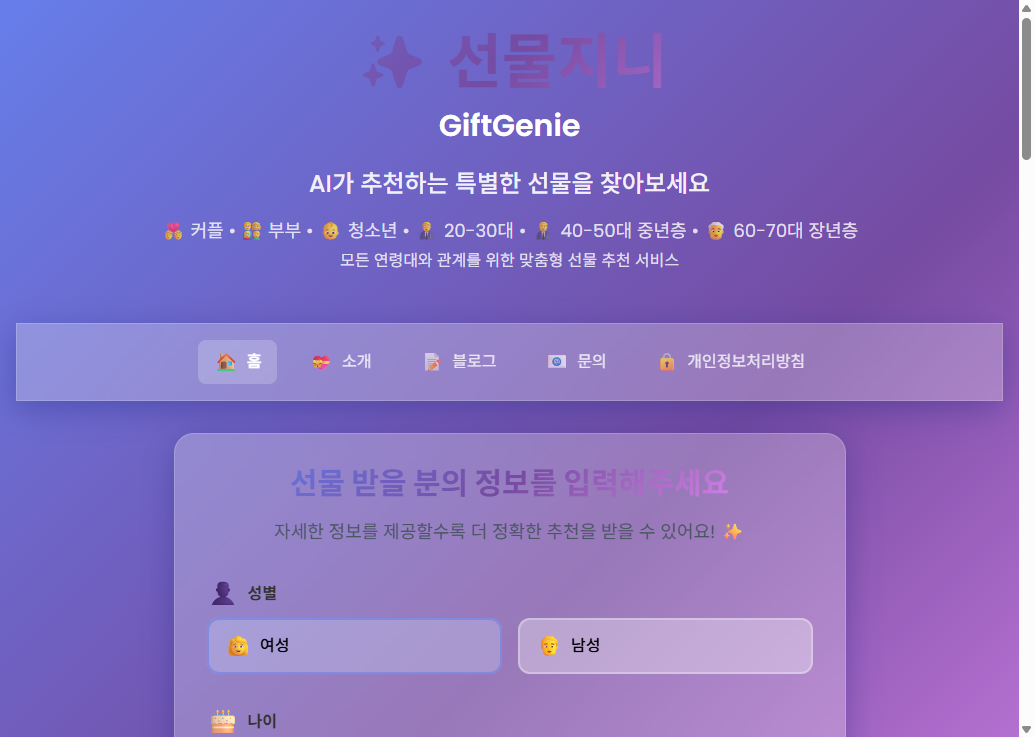 ✨ 선물지니
GiftGenie
AI가 추천하는 특별한 선물을 찾아보세요
💏 커플 • 👫 부부 • 👶 청소년 • 🤵 20-30대 • 🤵 40-50대 중년층 • 👵 60-70대 장년층
모든 연령대와 관계를 위한 맞춤형 선물 추천 서비스
🏠 홈 💝 소개 📝 블로그 📧 문의 🔒 개인정보처리방침
선물 받을 분의 정보를 입력해주세요
자세한 정보를 제공할수록 더 정확한 추천을 받을 수 있어요! ✨
👤 성별
👩 여성 👨 남성
🎂 나이